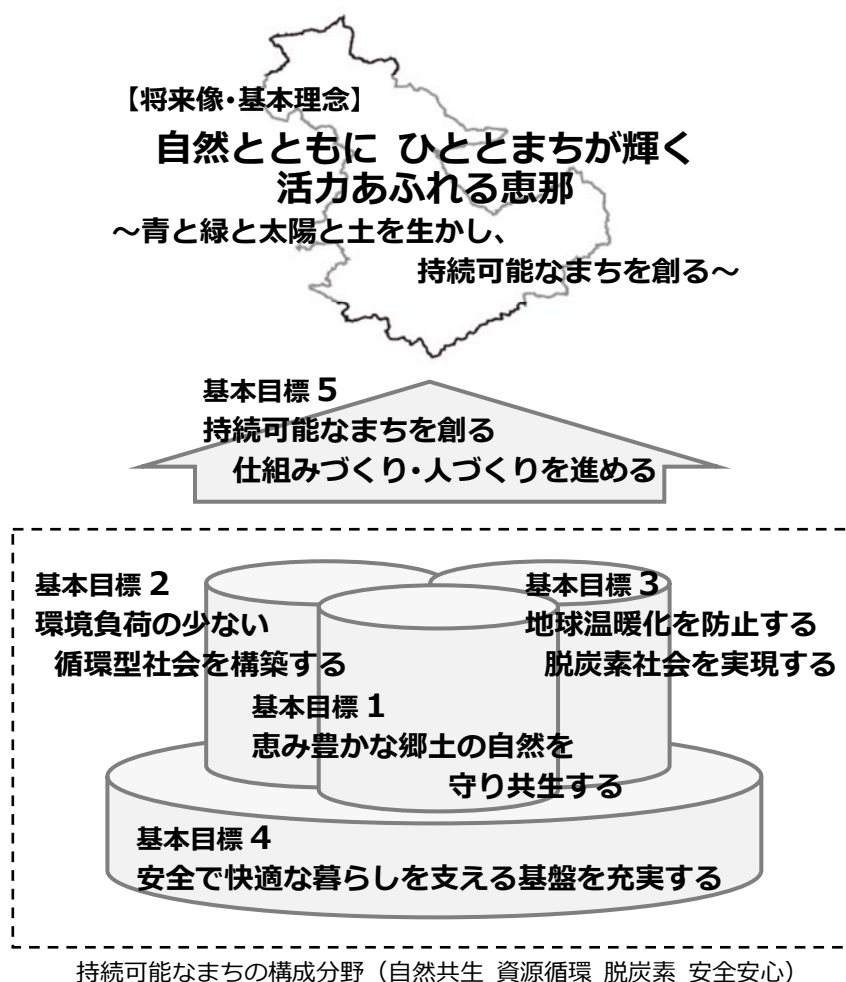 【将来像・基本理念】
自然とともに ひととまちが輝く
活力あふれる恵那
～青と緑と太陽と土を生かし、
持続可能なまちを創る～
基本目標 5
持続可能なまちを創る
仕組みづくり・人づくりを進める
基本目標 2
環境負荷の少ない
循環型社会を構築する
基本目標 3
地球温暖化を防止する
脱炭素社会を実現する
基本目標 1
恵み豊かな郷土の自然を
守り共生する
基本目標 4
安全で快適な暮らしを支える基盤を充実する
持続可能なまちの構成分野（自然共生 資源循環 脱炭素 安全安心）